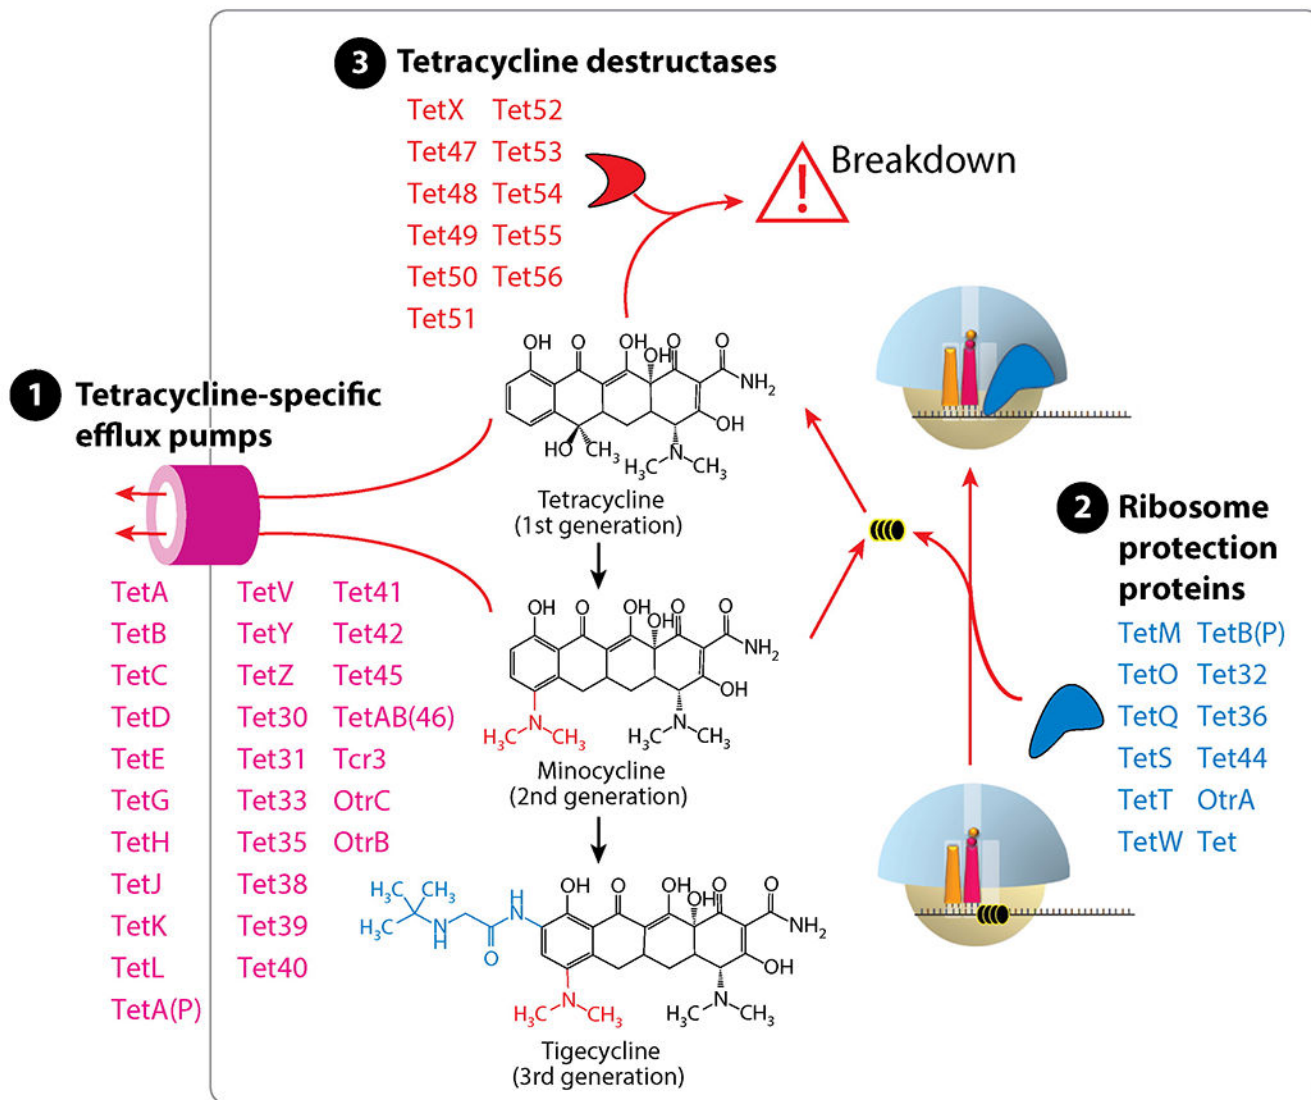 3 Tetracycline destructases
TetX Tet52
Tet47 Tet53
Tet48 Tet54
Tet49 Tet55
Tet50 Tet56
Tet51
Breakdown
!
OH O OH OH O O NH2
HO CH3 H3C N CH3 OH
Tetracycline
(1st generation)
1 Tetracycline-specific
efflux pumps
TetA TetV Tet41
TetB TetY Tet42
TetC TetZ Tet45
TetD Tet30 TetAB(46)
TetE Tet31 Tcr3
TetG Tet33 OtrC
TetH Tet35 OtrB
TetJ Tet38
TetK Tet39
TetL Tet40
TetA(P)
OH O OH OH O O NH2
OH
N N
H3C CH3 H3C CH3
Minocycline
(2nd generation)
CH3
H3C
H3C N H O H N OH O OH OH O O NH2
OH
N N
H3C CH3 H3C CH3
Tigecycline
(3rd generation)
2 Ribosome
protection
proteins
TetM TetB(P)
TetO Tet32
TetQ Tet36
TetS Tet44
TetT OtrA
TetW Tet